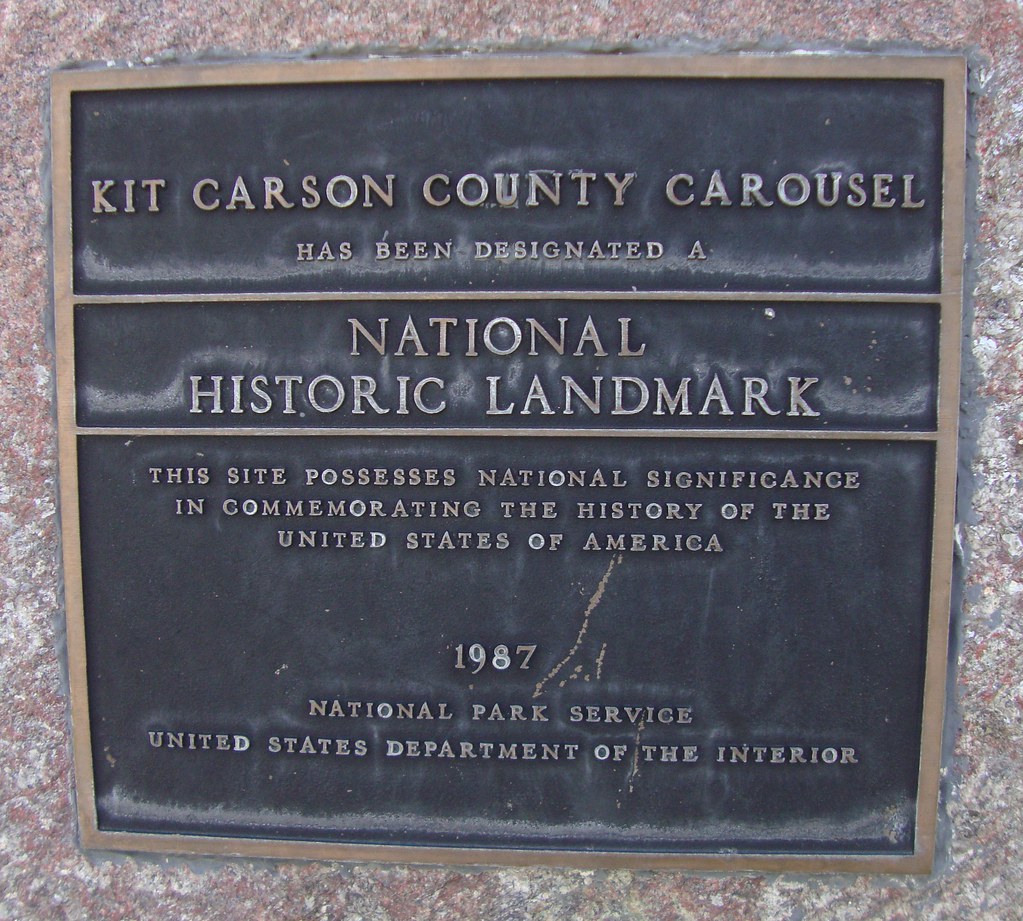 KIT CARSON COUNTY CAROUSEL
HAS BEEN DESIGNATED A
NATIONAL
HISTORIC LANDMARK
THIS SITE POSSESSES NATIONAL SIGNIFICANCE
IN COMMEMORATING THE HISTORY OF THE
UNITED STATES OF AMERICA
1987
NATIONAL PARK SERVICE
UNITED STATES DEPARTMENT OF THE INTERIOR